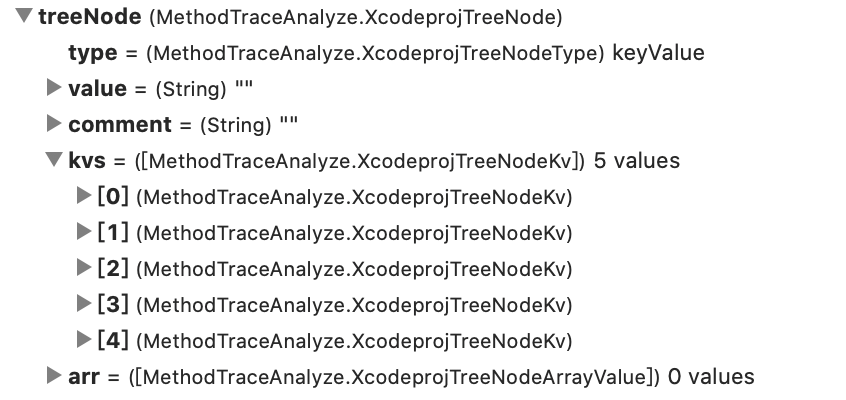 treeNode (MethodTraceAnalyze.XcodeprojTreeNode)
type = (MethodTraceAnalyze.XcodeprojTreeNodeType) keyValue
value = (String) ""
comment = (String) ""
kvs = ([MethodTraceAnalyze.XcodeprojTreeNodeKv]) 5 values
[0] (MethodTraceAnalyze.XcodeprojTreeNodeKv)
[1] (MethodTraceAnalyze.XcodeprojTreeNodeKv)
[2] (MethodTraceAnalyze.XcodeprojTreeNodeKv)
[3] (MethodTraceAnalyze.XcodeprojTreeNodeKv)
[4] (MethodTraceAnalyze.XcodeprojTreeNodeKv)
arr = ([MethodTraceAnalyze.XcodeprojTreeNodeArrayValue]) 0 values